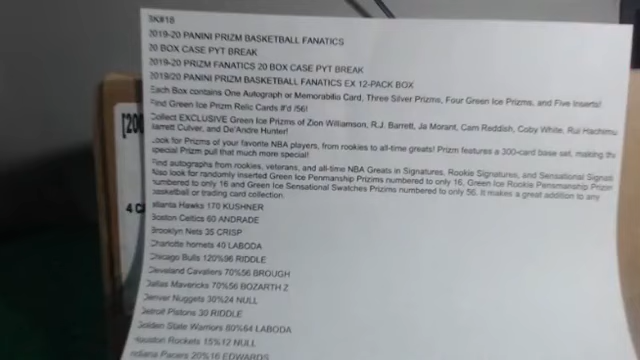 BK#18
2019-20 PANINI PRIZM BASKETBALL FANATICS
20 BOX CASE PYT BREAK
2019-20 PRIZM FANATICS 20 BOX CASE PYT BREAK
2019/20 PANINI PRIZM BASKETBALL FANATICS EX 12-PACK BOX
Each Box contains One Autograph or Memorabilia Card, Three Silver Prizms, Four Green Ice Prizms, and Five Inserts!
Find Green Ice Prizm Relic Cards #'d /56!
Collect EXCLUSIVE Green Ice Prizms of Zion Williamson, R.J. Barrett, Ja Morant, Cam Reddish, Coby White, Rui Hachimu
Jarrett Culver, and De'Andre Hunter!
Look for Prizms of your favorite NBA players, from rookies to all-time greats! Prizm features a 300-card base set, making the
special Prizm pull that much more special!
Find autographs from rookies, veterans, and all-time NBA Greats in Signatures, Rookie Signatures, and Sensational Signat
Also look for randomly inserted Green Ice Penmanship Prizms numbered to only 16, Green Ice Rookie Penmanship Prizm
numbered to only 16 and Green Ice Sensational Swatches Prizms numbered to only 56. It makes a great addition to any
basketball or trading card collection.
Atlanta Hawks 170 KUSHNER
Boston Celtics 60 ANDRADE
Brooklyn Nets 35 CRISP
Charlotte hornets 40 LABODA
Chicago Bulls 120%96 RIDDLE
Cleveland Cavaliers 70%56 BROUGH
Dallas Mavericks 70%56 BOZARTH Z
Denver Nuggets 30%24 NULL
Detroit Pistons 30 RIDDLE
Golden State Warriors 80%64 LABODA
Houston Rockets 15%12 NULL
Indiana Pacers 20%16 EDWARDS
[20
4 C